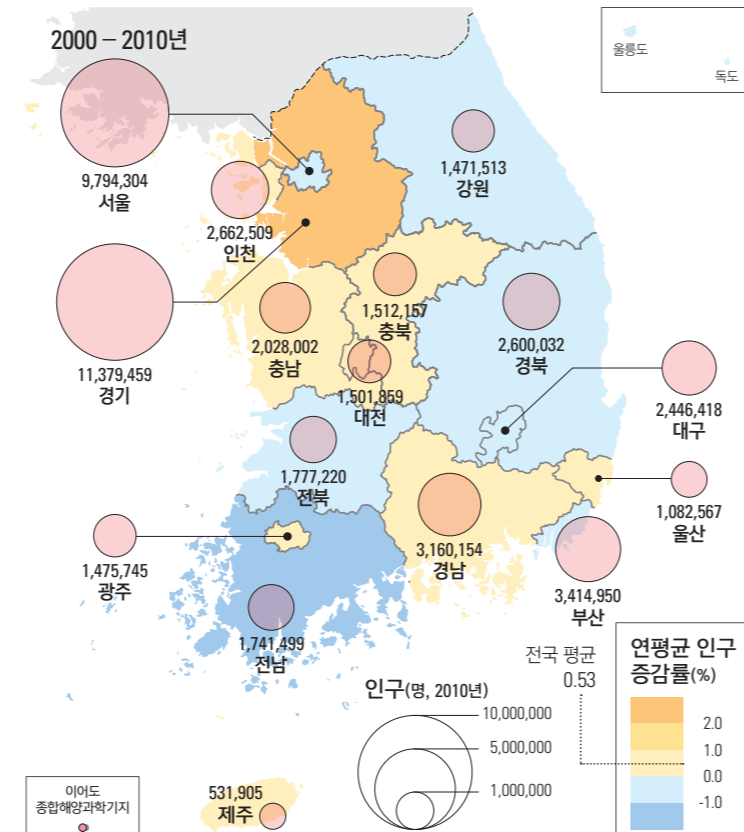 2000 – 2010년
울릉도
독도
9,794,304
서울
1,471,513
강원
2,662,509
인천
1,512,157
충북
2,028,002
충남
2,600,032
경북
11,379,459
경기
1,501,859
대전
2,446,418
대구
1,777,220
전북
1,082,567
울산
3,160,154
경남
1,475,745
광주
3,414,950
부산
1,741,499
전남
전국 평균
0.53
연평균 인구
증감률(%)
2.0
1.0
0.0
-1.0
인구(명, 2010년)
10,000,000
5,000,000
1,000,000
이어도
종합해양과학기지
531,905
제주